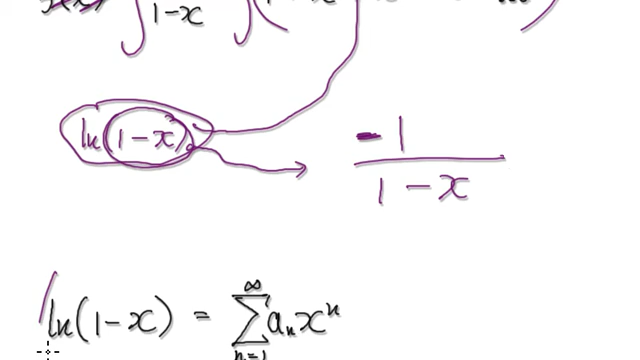 1-x
ln(1-x)
-1
1-x
ln(1-x) = ∞∑n=1 aₙxⁿ